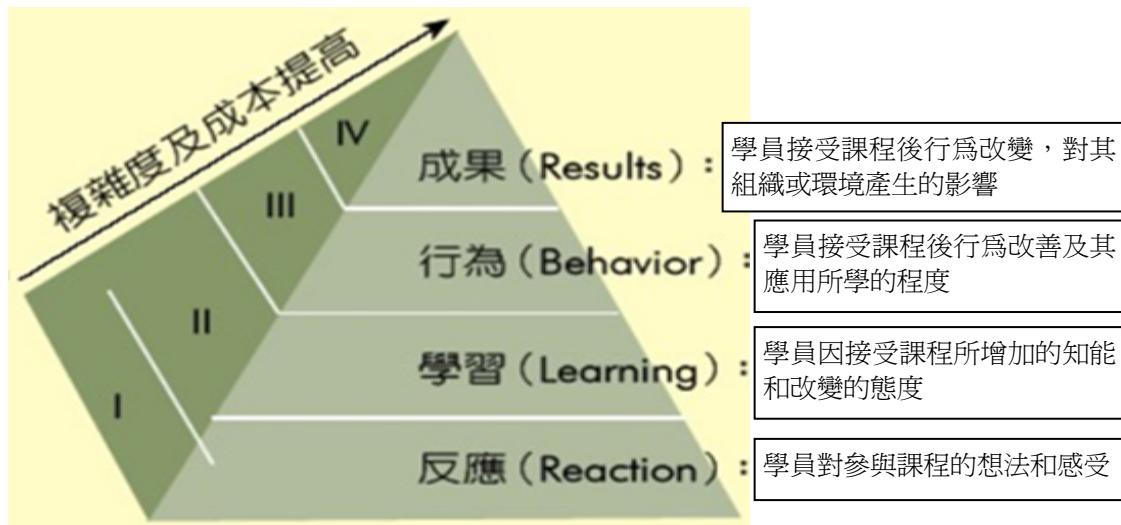 複雜度及成本提高
IV
成果(Results):
學員接受課程後行爲改變,對其
組織或環境產生的影響
III
行為(Behavior):
學員接受課程後行爲改善及其
應用所學的程度
II
學習(Learning):
學員因接受課程所增加的知能
和改變的態度
I
反應(Reaction):
學員對參與課程的想法和感受